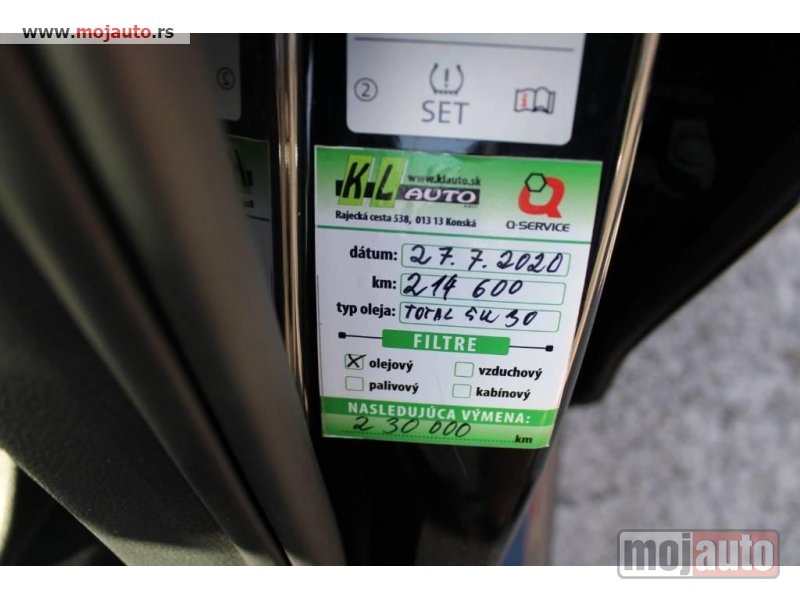 www.mojauto.rs
②
SET
K.L
AUTO
www.klauto.sk
Rajecká cesta 538, 013 13 Konská
Q-SERVICE
dátum: 27.7.2020
km: 214 600
typ oleja: TOTAL 5W30
FILTRE
olejový
vzduchový
palivový
kabínový
NASLEDUJÚCA VÝMENA:
230 000 km
mojauto